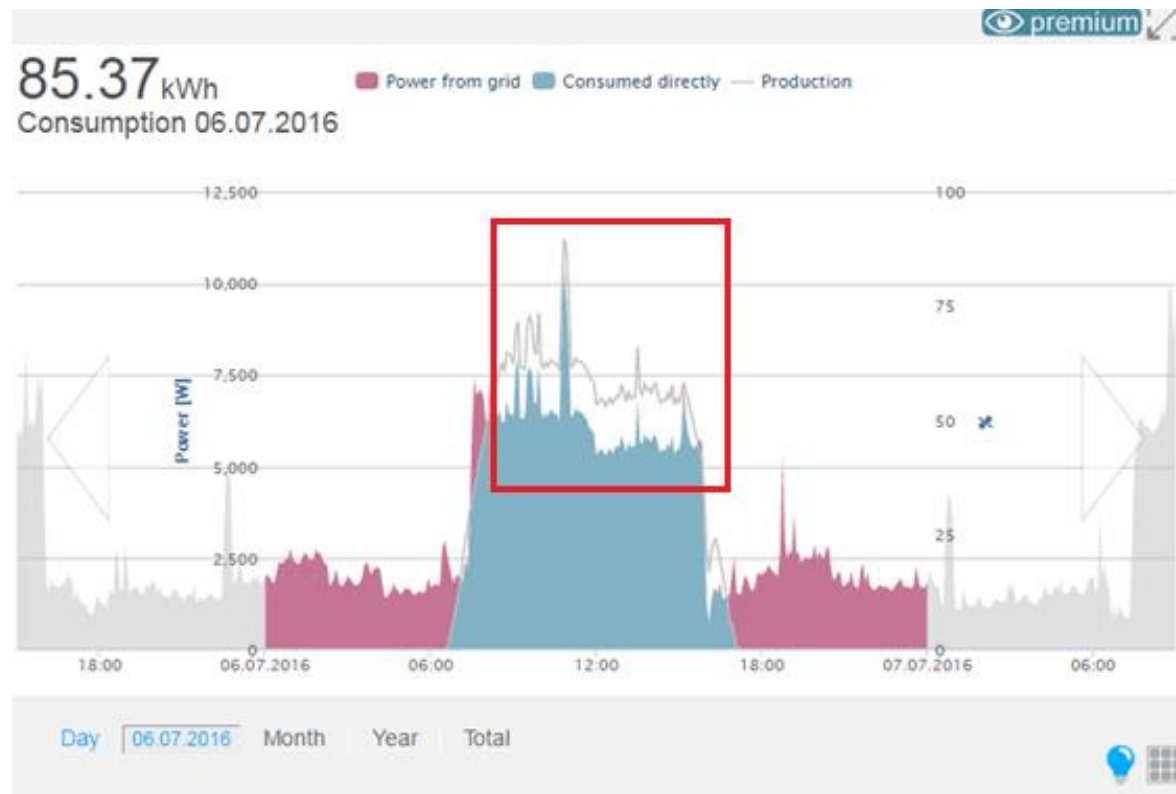 premium
85.37 kWh
Consumption 06.07.2016
Power from grid Consumed directly Production
12,500 100
10,000
75
7,500
Power [W]
50 %
5,000
25
2,500
0 0
18:00 06.07.2016 06:00 12:00 18:00 07.07.2016 06:00
Day 06.07.2016 Month Year Total